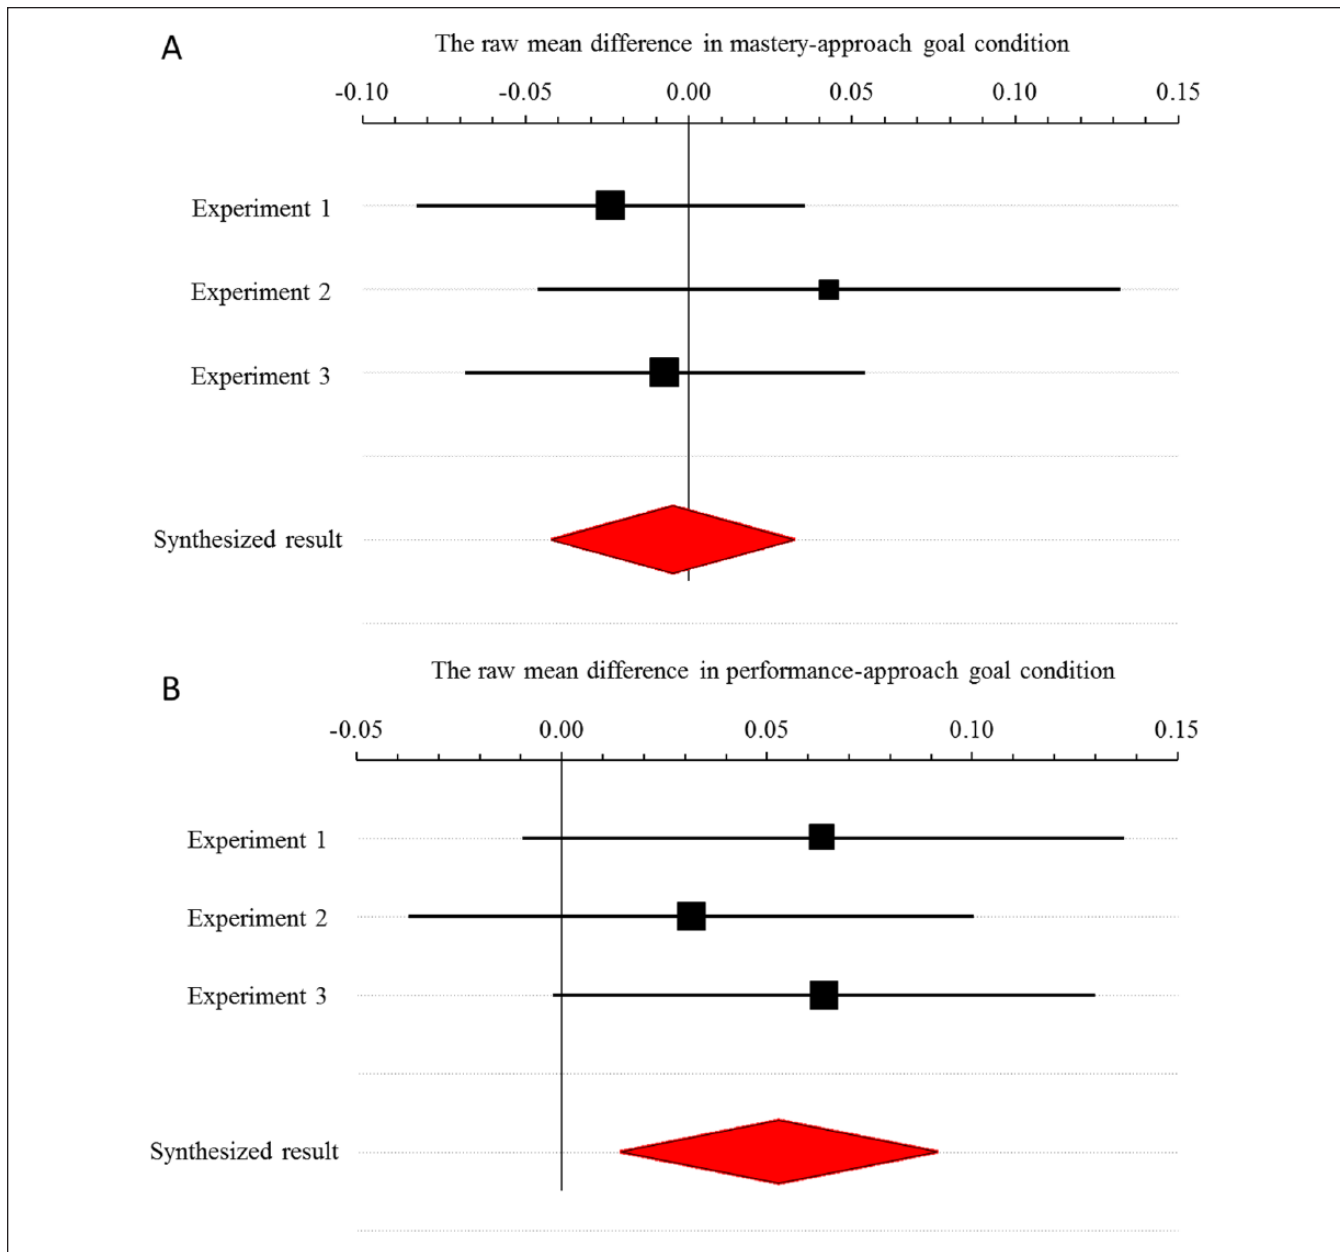 A
The raw mean difference in mastery-approach goal condition
-0.10 -0.05 0.00 0.05 0.10 0.15
Experiment 1
Experiment 2
Experiment 3
Synthesized result
The raw mean difference in performance-approach goal condition
B
-0.05 0.00 0.05 0.10 0.15
Experiment 1
Experiment 2
Experiment 3
Synthesized result